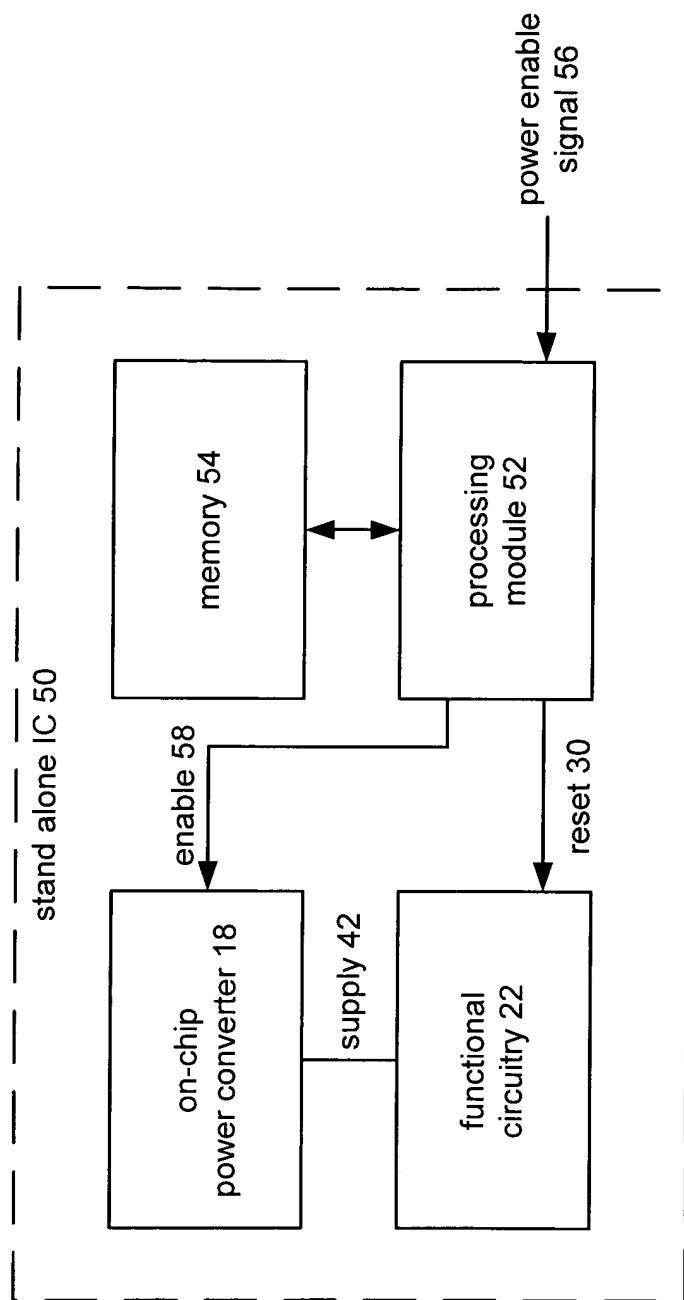 stand alone IC 50
on-chip
power converter 18
enable 58
memory 54
supply 42
functional
circuitry 22
reset 30
processing
module 52
power enable
signal 56